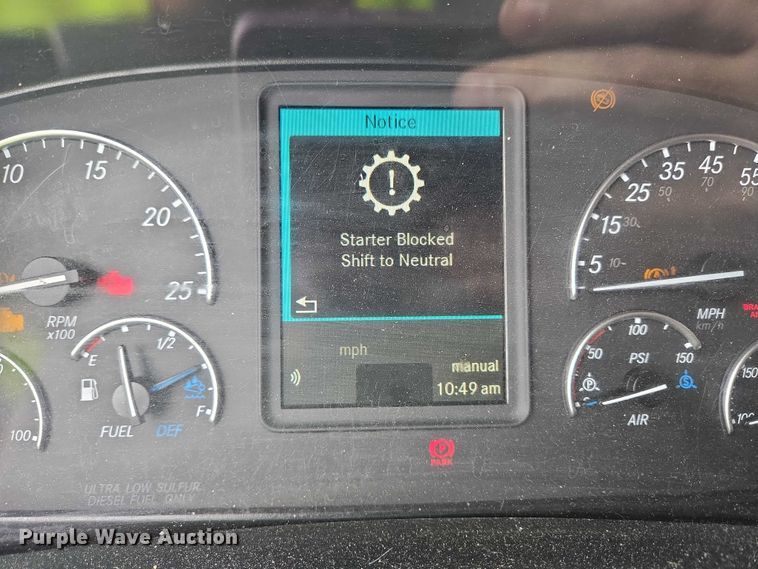 Notice
Starter Blocked
Shift to Neutral
mph
manual
10:49 am
10
15
20
25
RPM
x100
E
1/2
F
FUEL
DEF
100
ULTRA LOW SULFUR
DIESEL FUEL ONLY
5
15
25
35
45
55
10
30
50
70
90
MPH
km/h
50
100
150
PSI
AIR
PARK
150
100
Purple Wave Auction